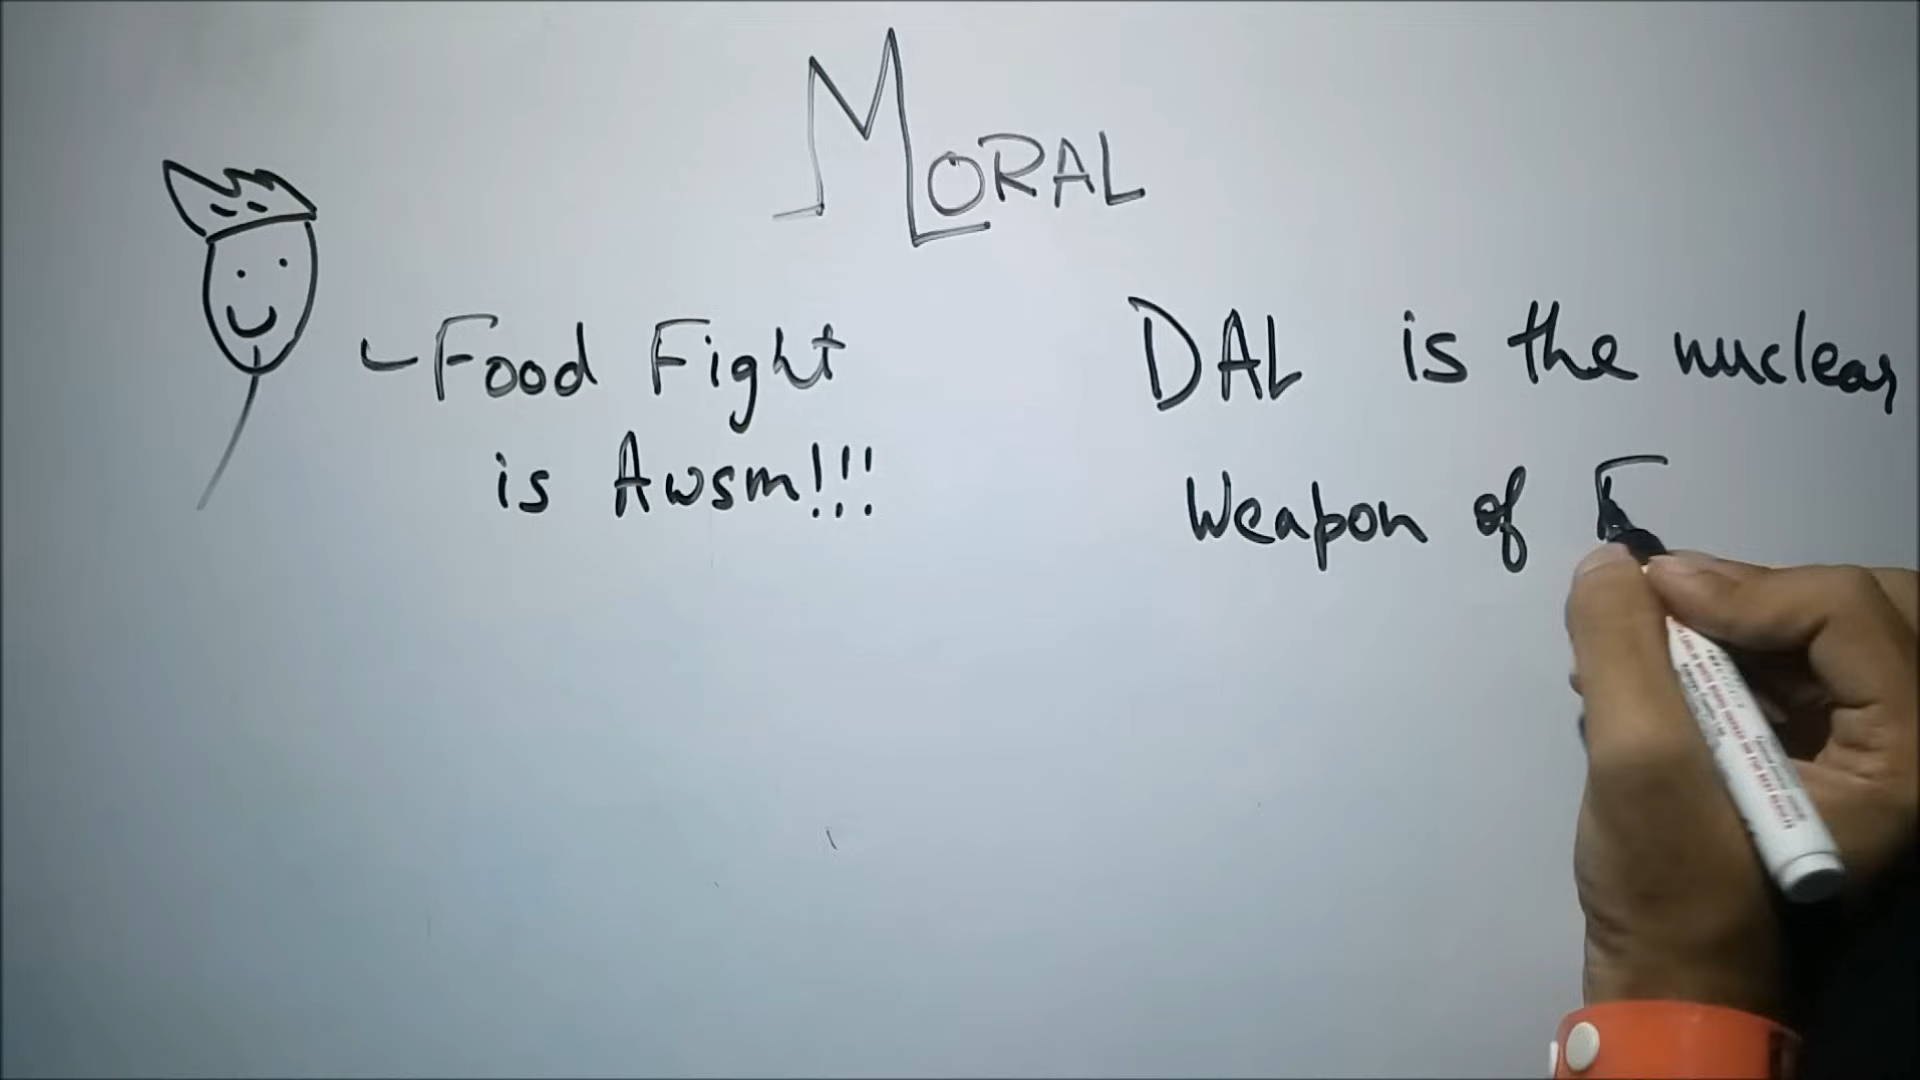 MORAL
- Food Fight
is Awsm!!!
DAL is the nuclear
Weapon of F